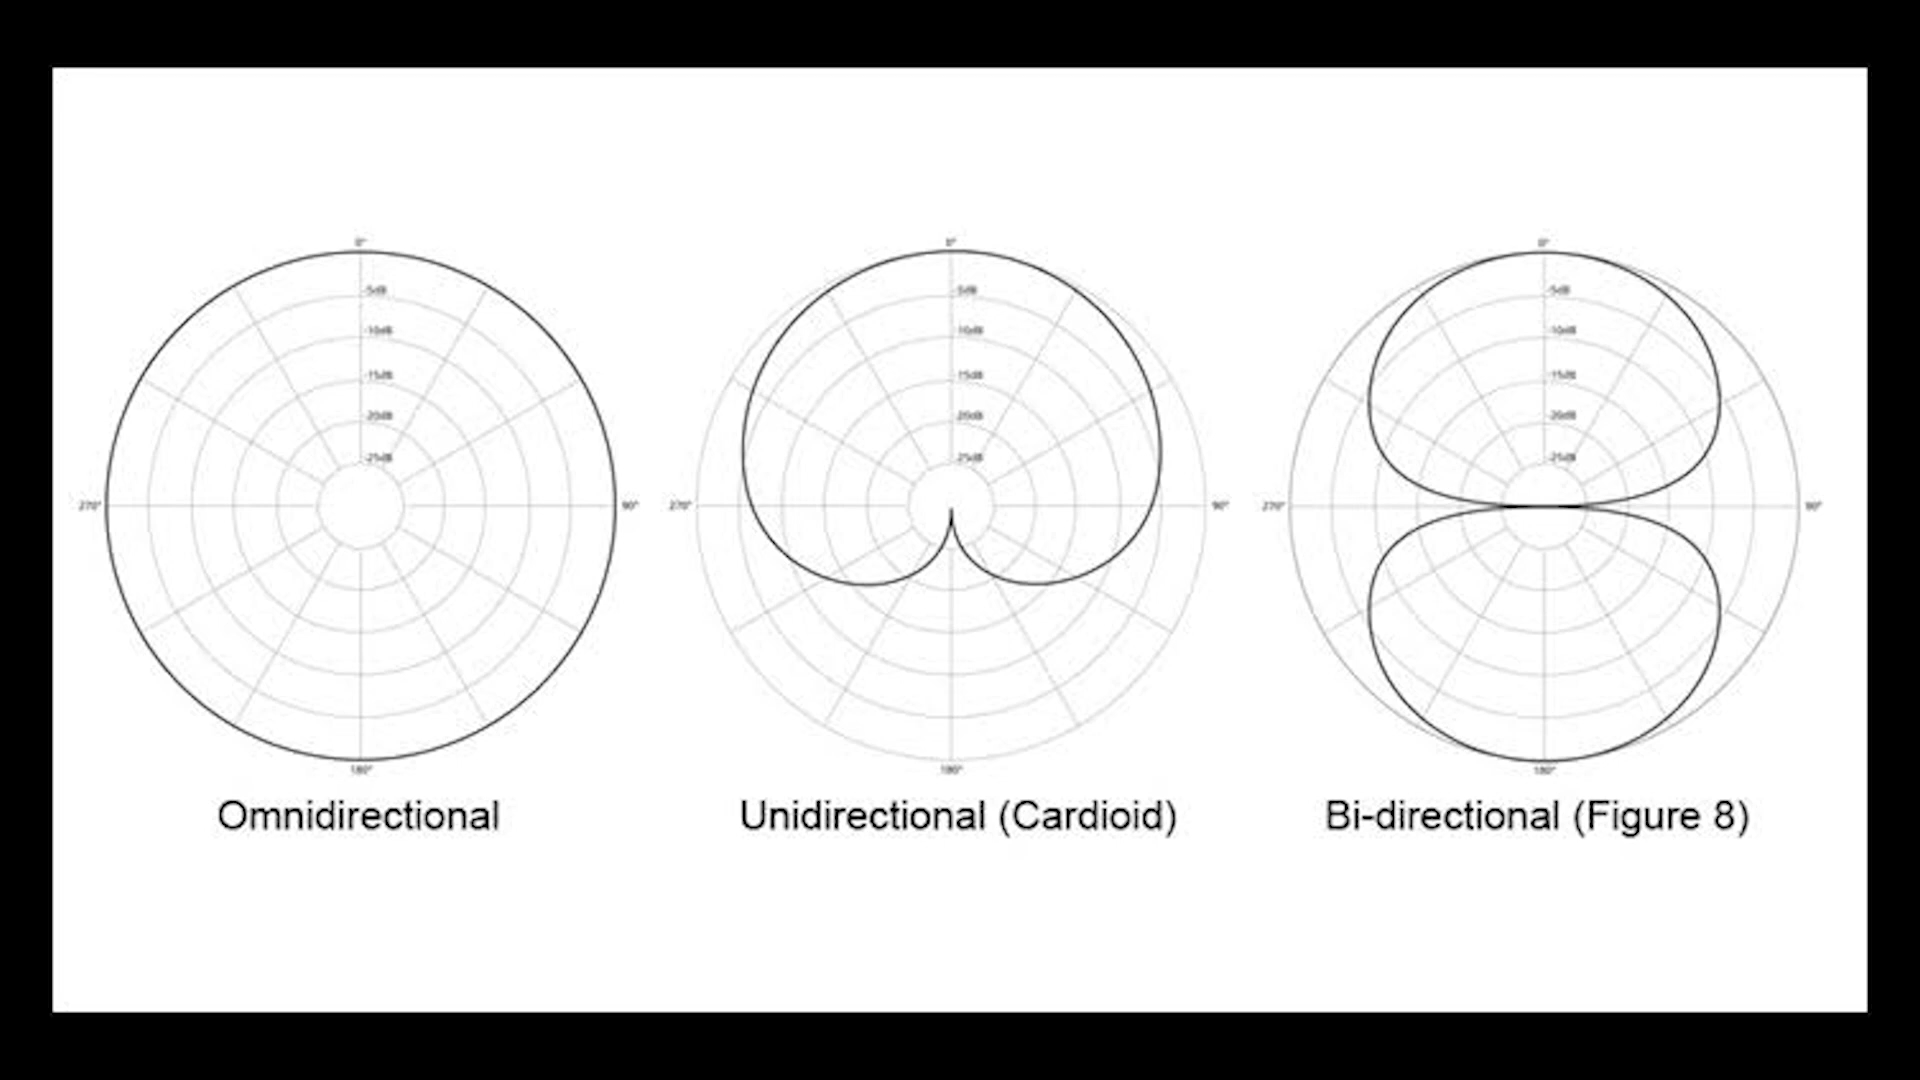 0° 0° 0°
-5dB -5dB -5dB
-10dB -10dB -10dB
-15dB -15dB -15dB
-20dB -20dB -20dB
-25dB -25dB -25dB
270° 90° 270° 90° 270° 90°
180° 180° 180°
Omnidirectional
Unidirectional (Cardioid)
Bi-directional (Figure 8)